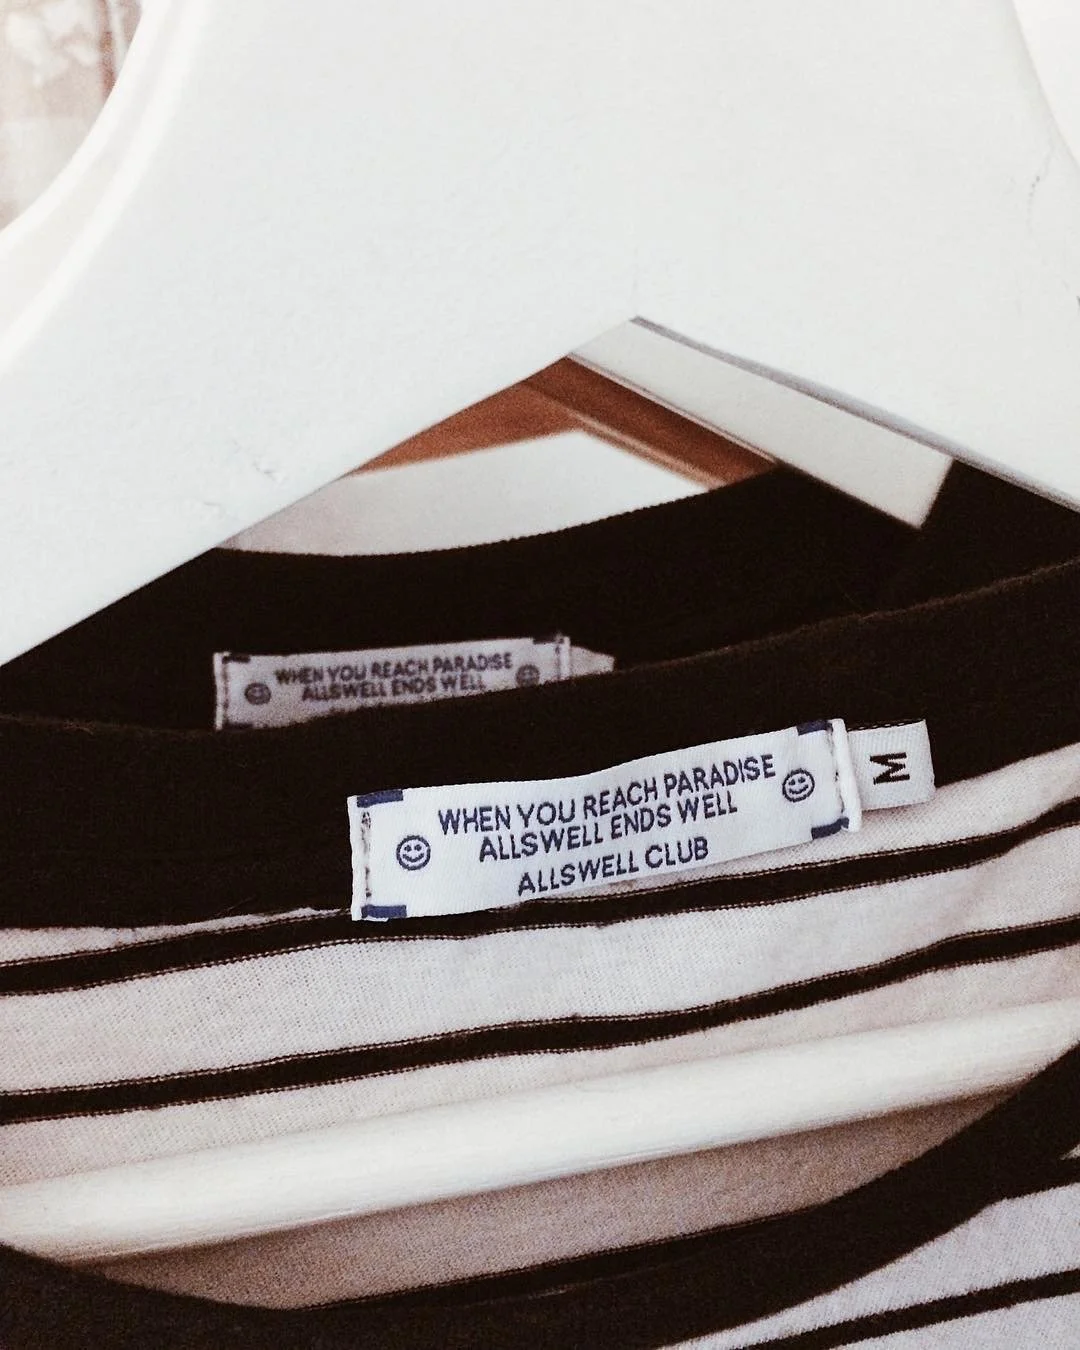 WHEN YOU REACH PARADISE
ALLSWELL ENDS WELL
WHEN YOU REACH PARADISE
ALLSWELL ENDS WELL
ALLSWELL CLUB
M